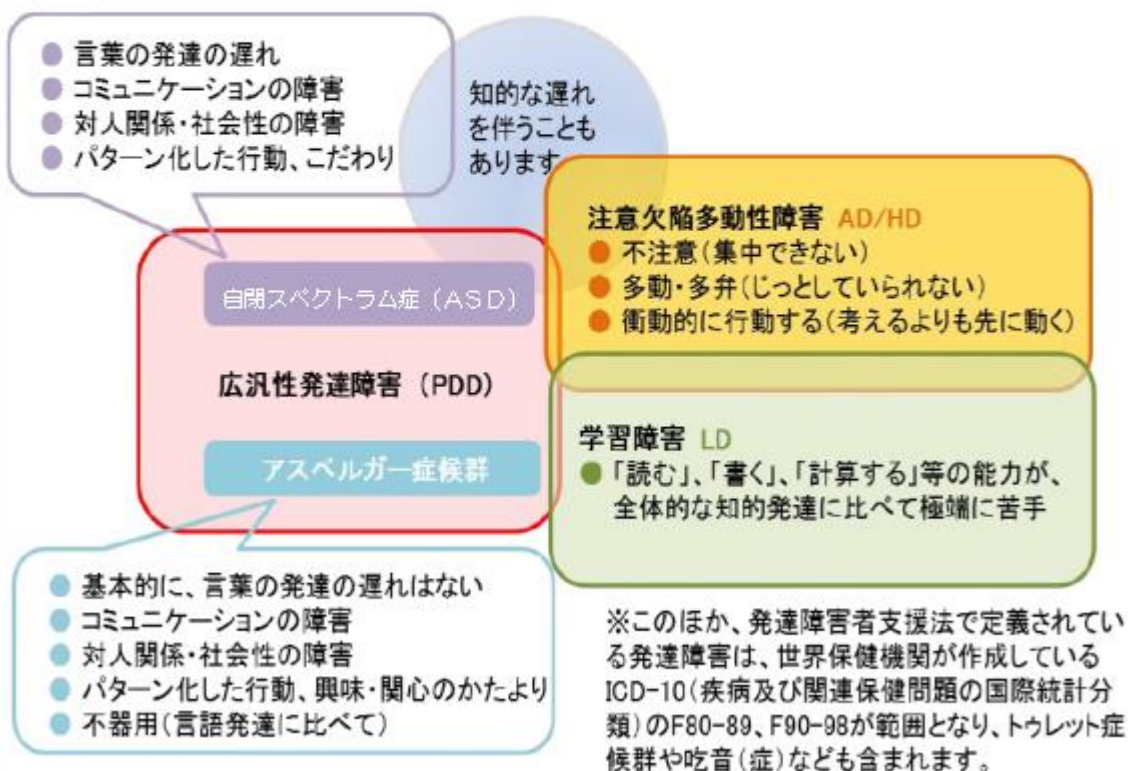 ● 言葉の発達の遅れ
● コミュニケーションの障害
● 対人関係・社会性の障害
● パターン化した行動、こだわり
知的な遅れ
を伴うことも
あります
注意欠陥多動性障害 AD/HD
● 不注意(集中できない)
● 多動・多弁(じっとしていられない)
● 衝動的に行動する(考えるよりも先に動く)
自閉スペクトラム症(ASD)
広汎性発達障害(PDD)
アスペルガー症候群
学習障害 LD
● 「読む」、「書く」、「計算する」等の能力が、
全体的な知的発達に比べて極端に苦手
● 基本的に、言葉の発達の遅れはない
● コミュニケーションの障害
● 対人関係・社会性の障害
● パターン化した行動、興味・関心のかたより
● 不器用(言語発達に比べて)
※このほか、発達障害者支援法で定義されてい
る発達障害は、世界保健機関が作成している
ICD-10(疾病及び関連保健問題の国際統計分
類)のF80-89、F90-98が範囲となり、トゥレット症
候群や吃音(症)なども含まれます。